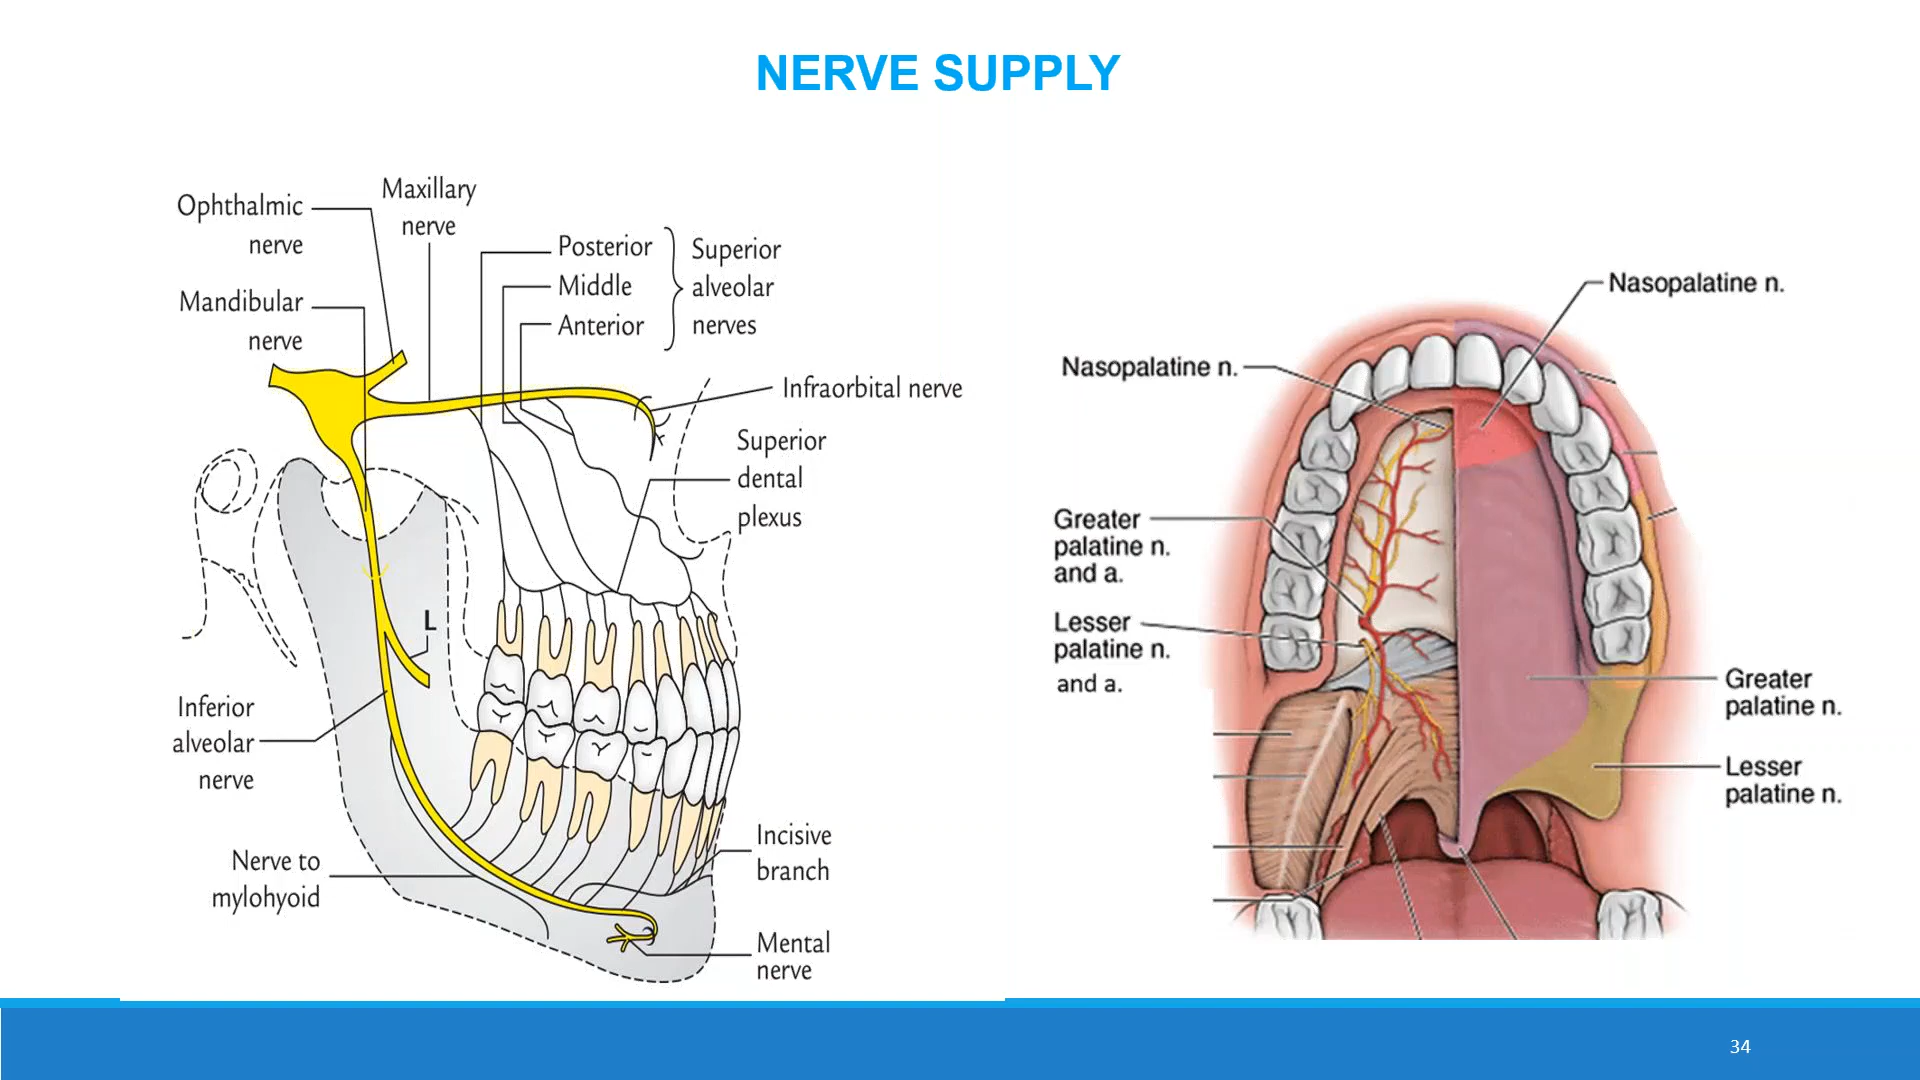 NERVE SUPPLY
Ophthalmic
nerve
Maxillary
nerve
Mandibular
nerve
Posterior
Middle
Anterior
Superior
alveolar
nerves
Infraorbital nerve
Superior
dental
plexus
L
Inferior
alveolar
nerve
Nerve to
mylohyoid
Incisive
branch
Mental
nerve
Nasopalatine n.
Nasopalatine n.
Greater
palatine n.
and a.
Lesser
palatine n.
and a.
Greater
palatine n.
Lesser
palatine n.
34